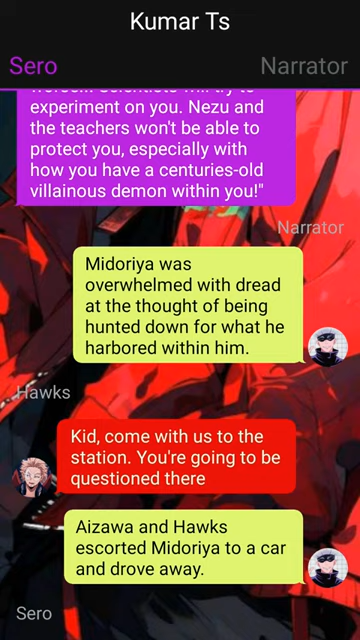 Kumar Ts
Sero
Narrator
experiment on you. Nezu and
the teachers won't be able to
protect you, especially with
how you have a centuries-old
villainous demon within you!"
Narrator
Midoriya was
overwhelmed with dread
at the thought of being
hunted down for what he
harbored within him.
Hawks
Kid, come with us to the
station. You're going to be
questioned there
Aizawa and Hawks
escorted Midoriya to a car
and drove away.
Sero